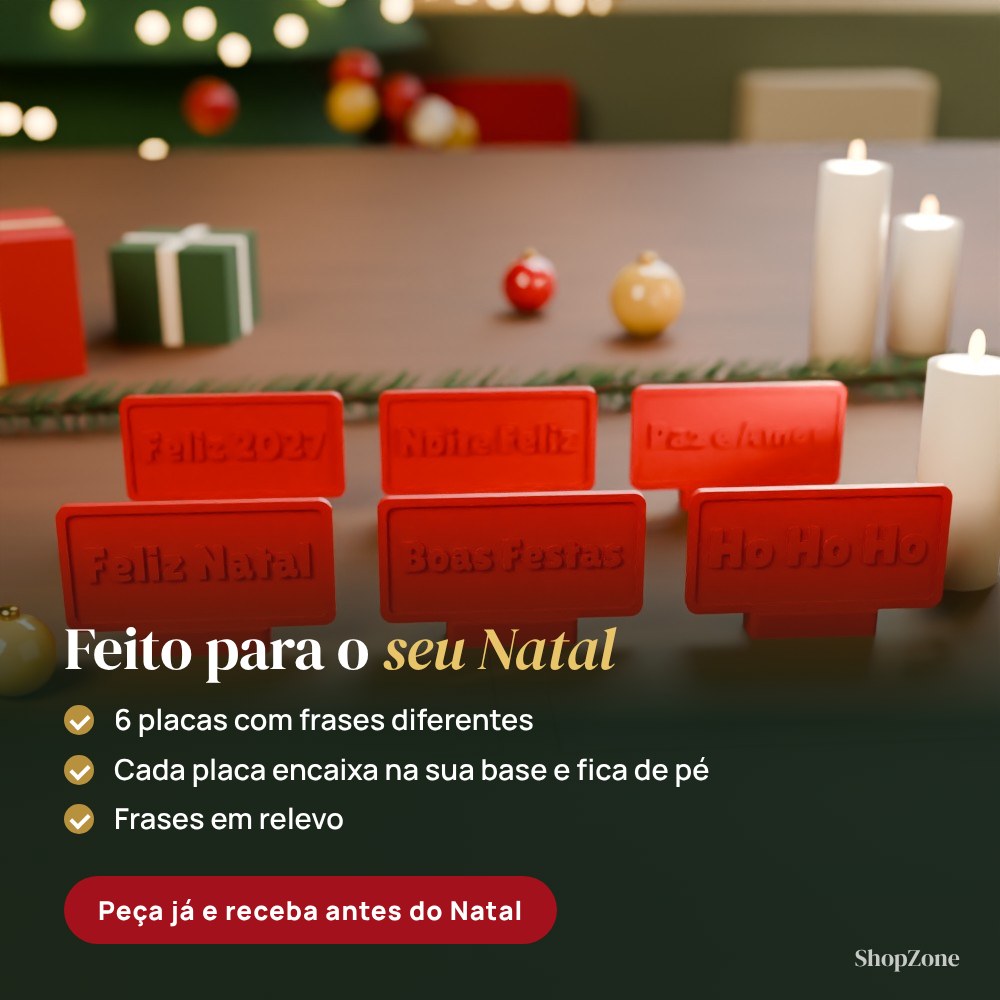 Feliz 2027
Noite Feliz
Paz e Amor
Feliz Natal
Boas Festas
Ho Ho Ho
Feito para o seu Natal
6 placas com frases diferentes
Cada placa encaixa na sua base e fica de pé
Frases em relevo
Peça já e receba antes do Natal
ShopZone